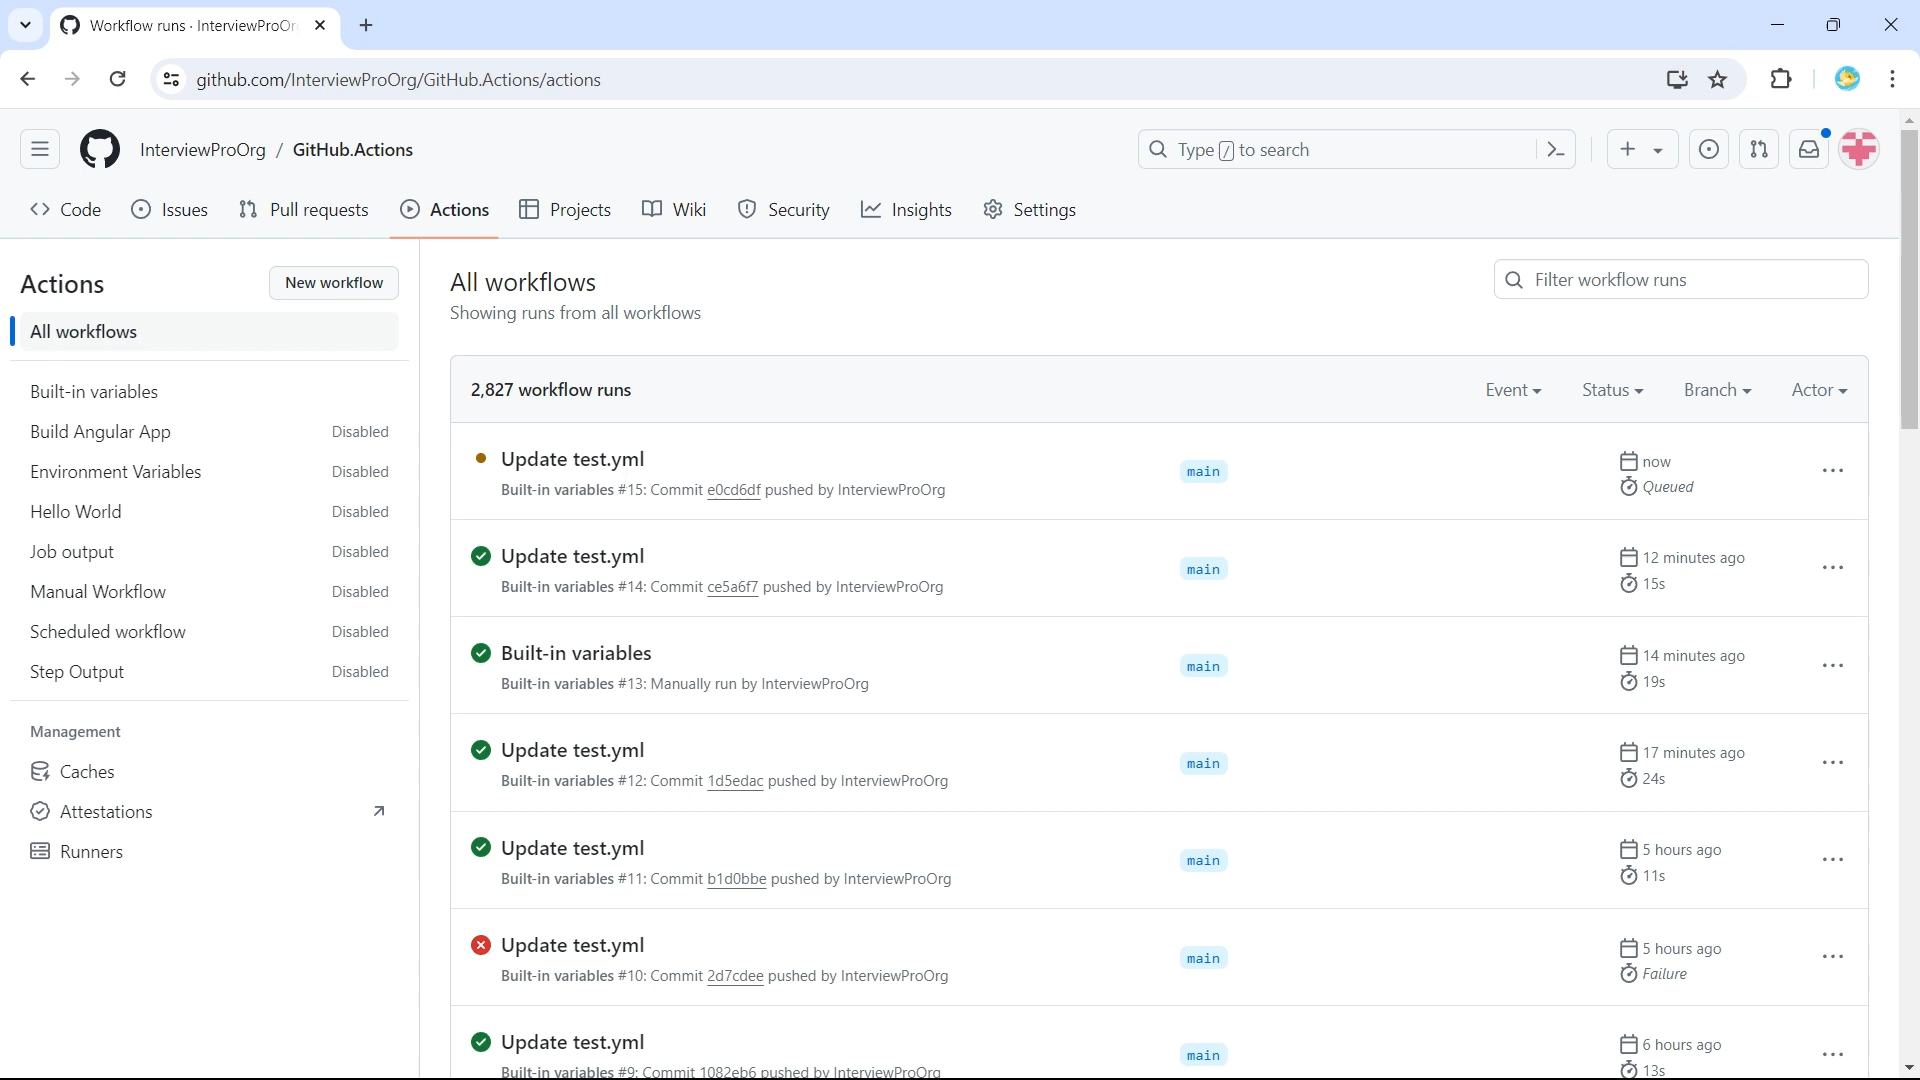 Workflow runs · InterviewProOr
github.com/InterviewProOrg/GitHub.Actions/actions
InterviewProOrg / GitHub.Actions
Type / to search
Code
Issues
Pull requests
Actions
Projects
Wiki
Security
Insights
Settings
Actions
New workflow
All workflows
Built-in variables
Build Angular App Disabled
Environment Variables Disabled
Hello World Disabled
Job output Disabled
Manual Workflow Disabled
Scheduled workflow Disabled
Step Output Disabled
Management
Caches
Attestations
Runners
All workflows
Showing runs from all workflows
Filter workflow runs
2,827 workflow runs
Event
Status
Branch
Actor
Update test.yml
Built-in variables #15: Commit e0cd6df pushed by InterviewProOrg
main
now
Queued
Update test.yml
Built-in variables #14: Commit ce5a6f7 pushed by InterviewProOrg
main
12 minutes ago
15s
Built-in variables
Built-in variables #13: Manually run by InterviewProOrg
main
14 minutes ago
19s
Update test.yml
Built-in variables #12: Commit 1d5edac pushed by InterviewProOrg
main
17 minutes ago
24s
Update test.yml
Built-in variables #11: Commit b1d0bbe pushed by InterviewProOrg
main
5 hours ago
11s
Update test.yml
Built-in variables #10: Commit 2d7cdee pushed by InterviewProOrg
main
5 hours ago
Failure
Update test.yml
Built-in variables #9: Commit 1082eb6 pushed by InterviewProOrg
main
6 hours ago
13s